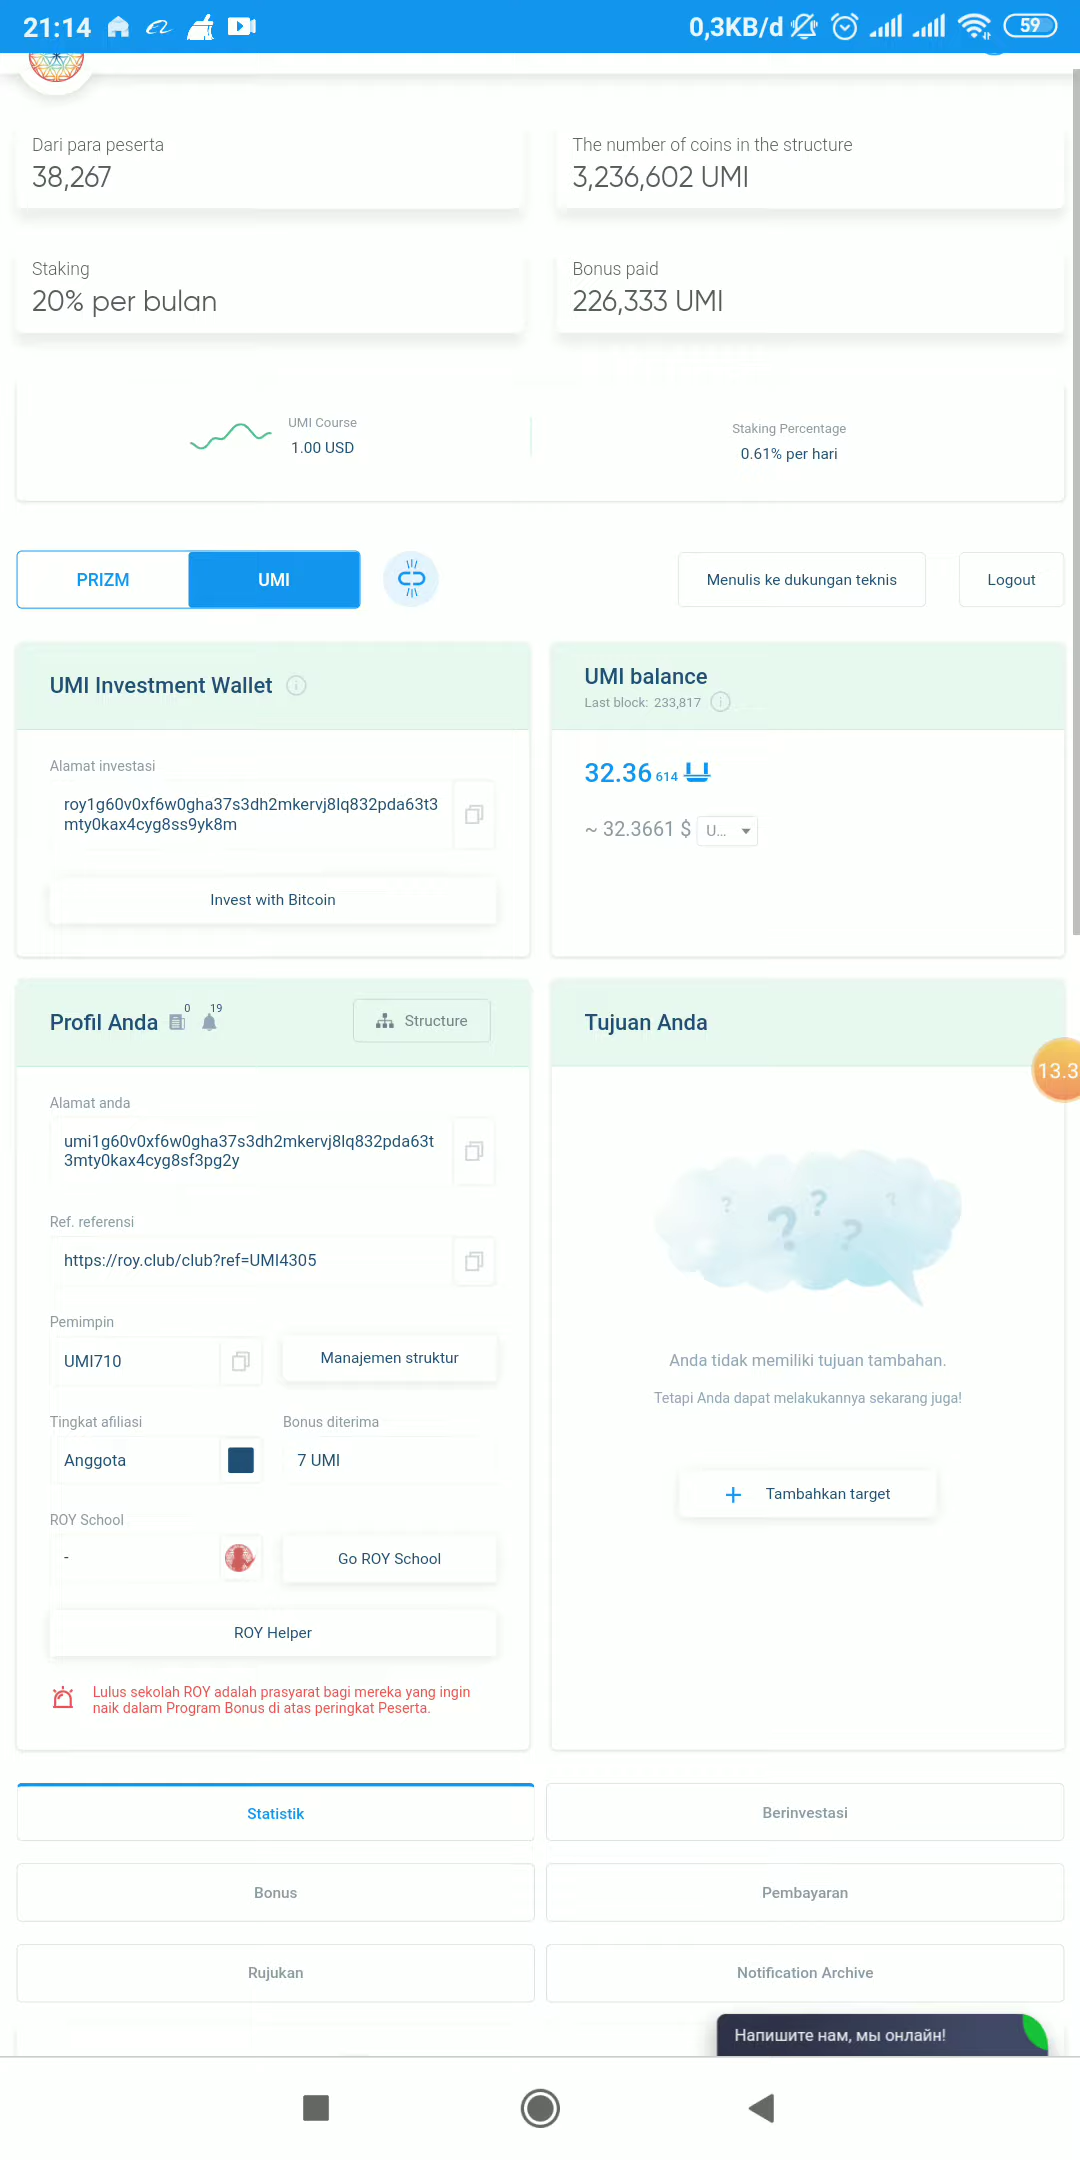 21:14
0,3KB/d
59
Dari para peserta
38,267
The number of coins in the structure
3,236,602 UMI
Staking
20% per bulan
Bonus paid
226,333 UMI
UMI Course
1.00 USD
Staking Percentage
0.61% per hari
PRIZM
UMI
Menulis ke dukungan teknis
Logout
UMI Investment Wallet
Alamat investasi
roy1g60v0xf6w0gha37s3dh2mkervj8lq832pda63t3
mty0kax4cyg8ss9yk8m
Invest with Bitcoin
UMI balance
Last block: 233,817
32.36 614
~ 32.3661 $ U...
Profil Anda 0 19
Structure
Alamat anda
umi1g60v0xf6w0gha37s3dh2mkervj8lq832pda63t
3mty0kax4cyg8sf3pg2y
Ref. referensi
https://roy.club/club?ref=UMI4305
Pemimpin
UMI710
Manajemen struktur
Tingkat afiliasi
Anggota
Bonus diterima
7 UMI
ROY School
-
Go ROY School
ROY Helper
Lulus sekolah ROY adalah prasyarat bagi mereka yang ingin
naik dalam Program Bonus di atas peringkat Peserta.
Tujuan Anda
13.3
? ? ? ? ?
Anda tidak memiliki tujuan tambahan.
Tetapi Anda dapat melakukannya sekarang juga!
+ Tambahkan target
Statistik
Berinvestasi
Bonus
Pembayaran
Rujukan
Notification Archive
Напишите нам, мы онлайн!